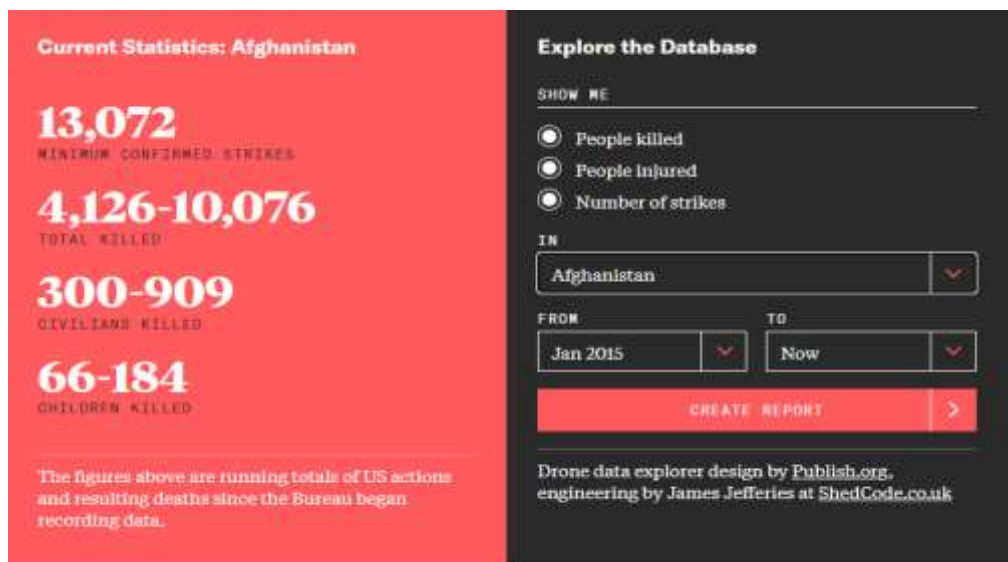 Current Statistics: Afghanistan
13,072
MINIMUM CONFIRMED STRIKES
4,126-10,076
TOTAL KILLED
300-909
CIVILIANS KILLED
66-184
CHILDREN KILLED
The figures above are running totals of US actions
and resulting deaths since the Bureau began
recording data.
Explore the Database
SHOW ME
People killed
People injured
Number of strikes
IN
Afghanistan
FROM
TO
Jan 2015
Now
CREATE REPORT
Drone data explorer design by Publish.org,
engineering by James Jefferies at ShedCode.co.uk